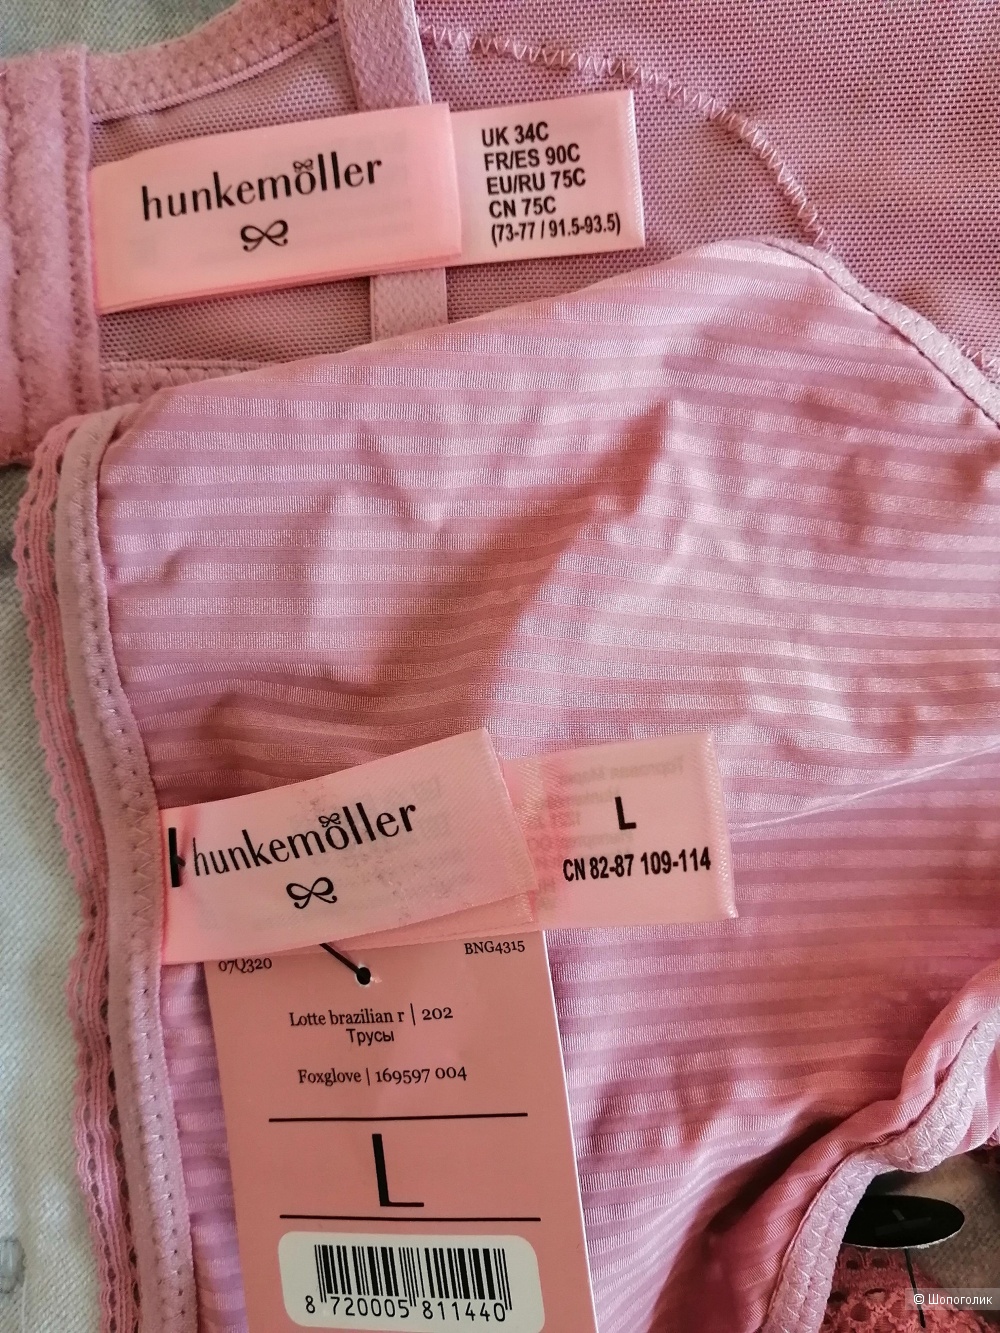 hunkemöller
UK 34C
FR/ES 90C
EU/RU 75C
CN 75C
(73-77 / 91.5-93.5)
hunkemöller
L
CN 82-87 109-114
07Q320
BNG4315
Lotte brazilian r | 202
Трусы
Foxglove | 169597 004
L
8 720005 811440
© Шопоголик